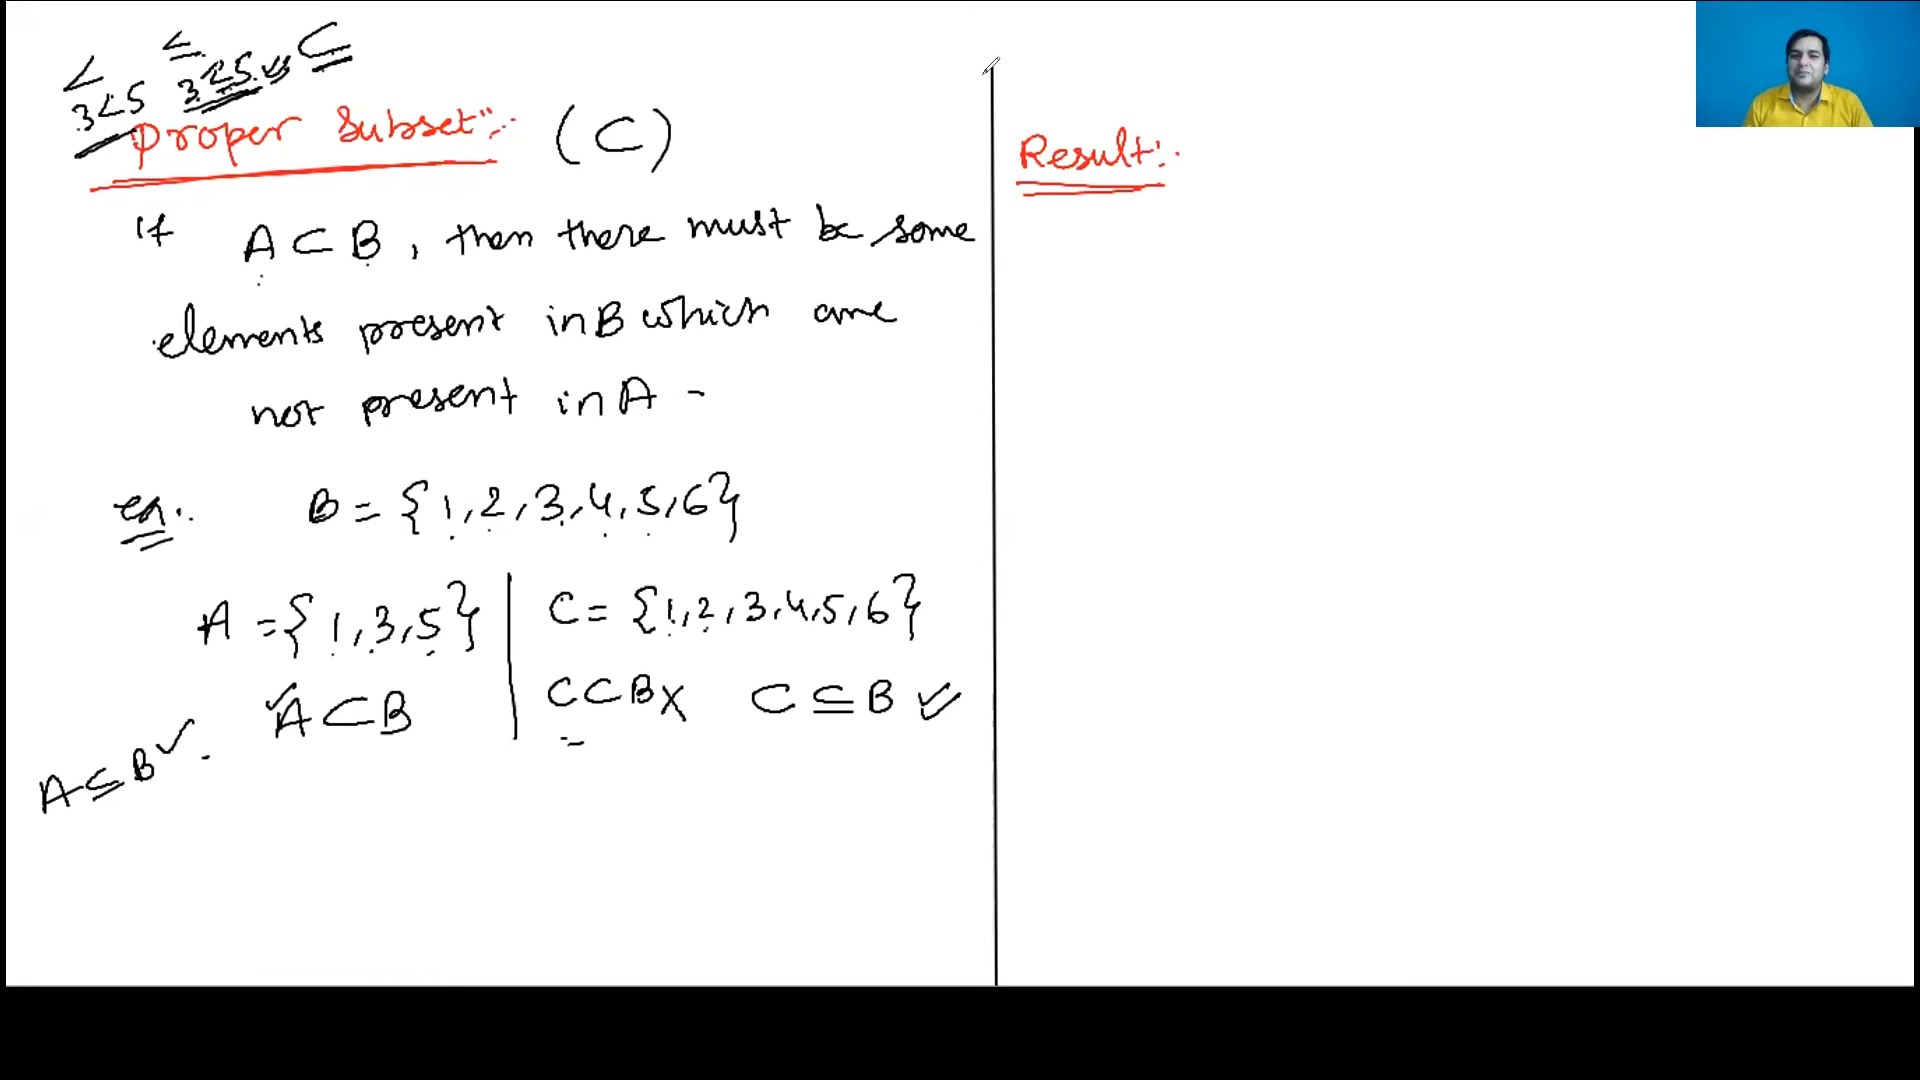 < ≤ ⊆
3<5 3≤5
Proper Subset:- (⊂)
If A ⊂ B, then there must be some
elements present in B which are
not present in A -
ex. B = {1,2,3,4,5,6}
A = {1,3,5} C = {1,2,3,4,5,6}
A ⊂ B C ⊂ B X C ⊆ B ✓
A ⊆ B ✓
Result:-